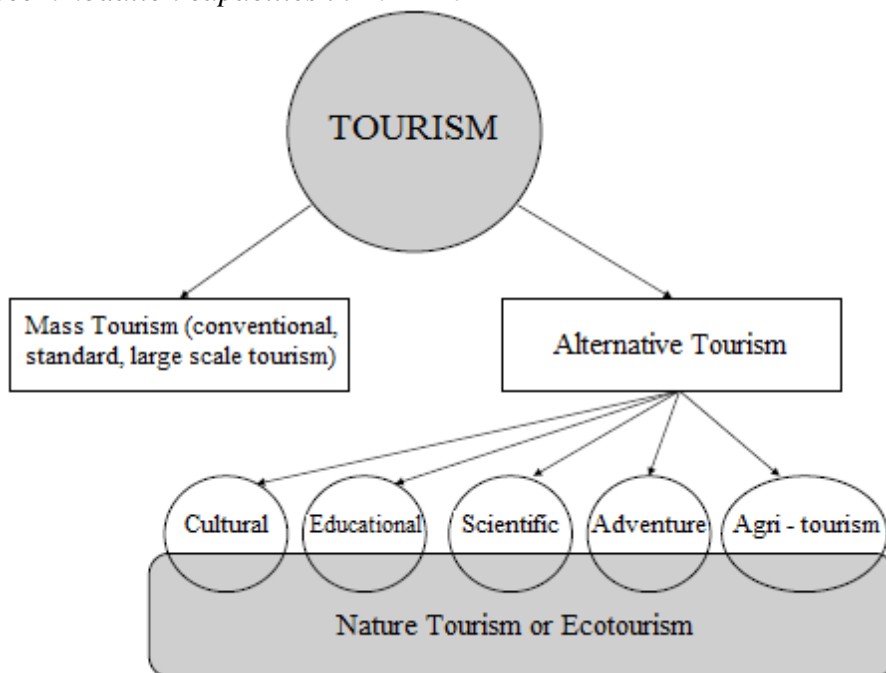 TOURISM
Mass Tourism (conventional,
standard, large scale tourism)
Alternative Tourism
Cultural
Educational
Scientific
Adventure
Agri - tourism
Nature Tourism or Ecotourism